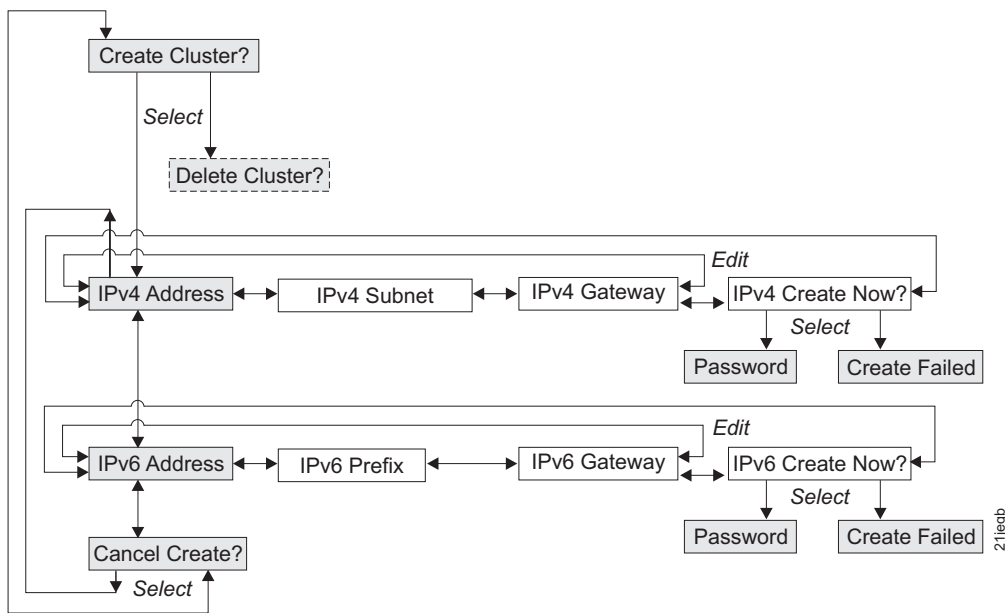 Create Cluster?
Select
Delete Cluster?
Edit
IPv4 Address
IPv4 Subnet
IPv4 Gateway
IPv4 Create Now?
Select
Password
Create Failed
Edit
IPv6 Address
IPv6 Prefix
IPv6 Gateway
IPv6 Create Now?
Select
Password
Create Failed
Cancel Create?
Select
21ieqb